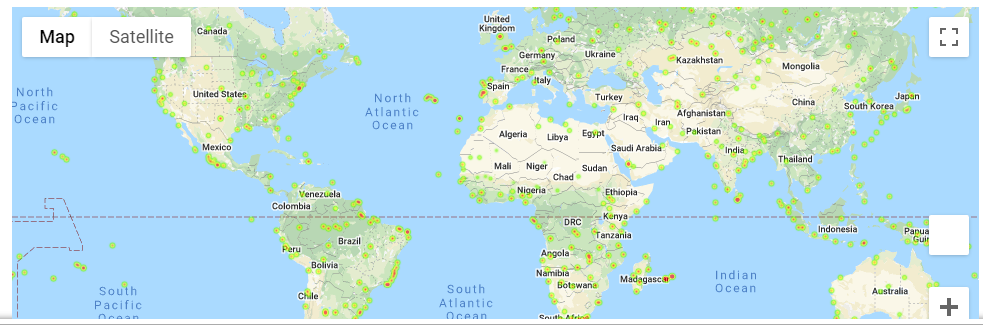 Map
Satellite
Canada
United
Kingdom
Poland
Germany
Ukraine
Kazakhstan
Mongolia
France
Italy
Spain
Turkey
China
South Korea
Japan
United States
North
Pacific
Ocean
North
Atlantic
Ocean
Iraq
Iran
Afghanistan
Pakistan
Algeria
Libya
Egypt
Saudi Arabia
India
Mexico
Thailand
Mali
Niger
Chad
Sudan
Nigeria
Ethiopia
Venezuela
Colombia
DRC
Kenya
Tanzania
Indonesia
Papua
Peru
Brazil
Bolivia
Angola
Namibia
Botswana
Madagascar
Indian
Ocean
Chile
South
Pacific
Ocean
South
Atlantic
Ocean
South Africa
Australia